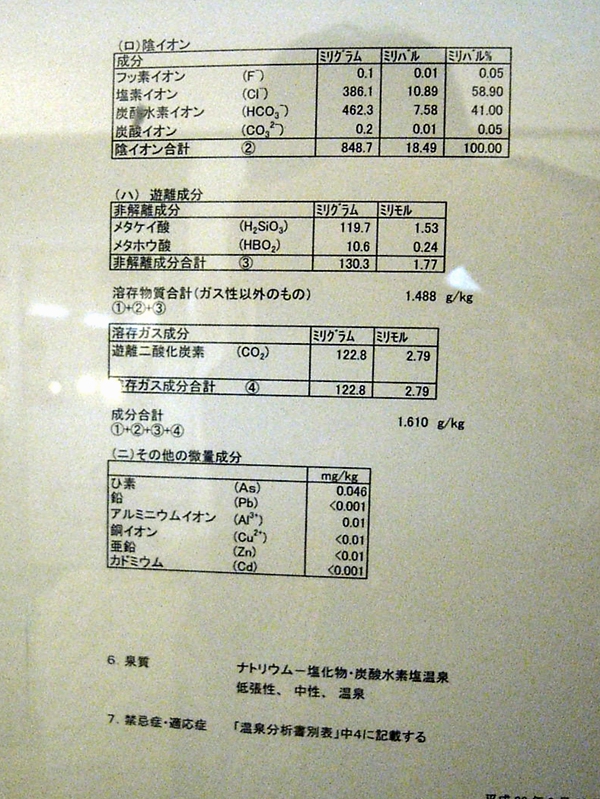 (ロ)陰イオン
成分 ミリグラム ミリバル ミリバル%
フッ素イオン (F⁻) 0.1 0.01 0.05
塩素イオン (Cl⁻) 386.1 10.89 58.90
炭酸水素イオン (HCO₃⁻) 462.3 7.58 41.00
炭酸イオン (CO₃²⁻) 0.2 0.01 0.05
陰イオン合計 ② 848.7 18.49 100.00
(ハ) 遊離成分
非解離成分 ミリグラム ミリモル
メタケイ酸 (H₂SiO₃) 119.7 1.53
メタホウ酸 (HBO₂) 10.6 0.24
非解離成分合計 ③ 130.3 1.77
溶存物質合計(ガス性以外のもの) 1.488 g/kg
①+②+③
溶存ガス成分 ミリグラム ミリモル
遊離二酸化炭素 (CO₂) 122.8 2.79
溶存ガス成分合計 ④ 122.8 2.79
成分合計 1.610 g/kg
①+②+③+④
(ニ)その他の微量成分
mg/kg
ひ素 (As) 0.046
鉛 (Pb) <0.001
アルミニウムイオン (Al³⁺) 0.01
銅イオン (Cu²⁺) <0.01
亜鉛 (Zn) <0.01
カドミウム (Cd) <0.001
6. 泉質 ナトリウムー塩化物・炭酸水素塩温泉
低張性、 中性、 温泉
7. 禁忌症・適応症 「温泉分析書別表」中4に記載する
平成